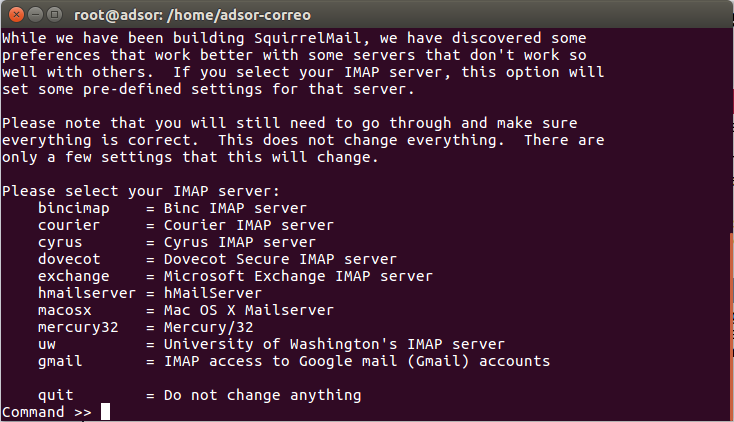 root@adsor: /home/adsor-correo
While we have been building SquirrelMail, we have discovered some
preferences that work better with some servers that don't work so
well with others.  If you select your IMAP server, this option will
set some pre-defined settings for that server.

Please note that you will still need to go through and make sure
everything is correct.  This does not change everything.  There are
only a few settings that this will change.

Please select your IMAP server:
    bincimap    = Binc IMAP server
    courier     = Courier IMAP server
    cyrus       = Cyrus IMAP server
    dovecot     = Dovecot Secure IMAP server
    exchange    = Microsoft Exchange IMAP server
    hmailserver = hMailServer
    macosx      = Mac OS X Mailserver
    mercury32   = Mercury/32
    uw          = University of Washington's IMAP server
    gmail       = IMAP access to Google mail (Gmail) accounts

    quit        = Do not change anything
Command >>